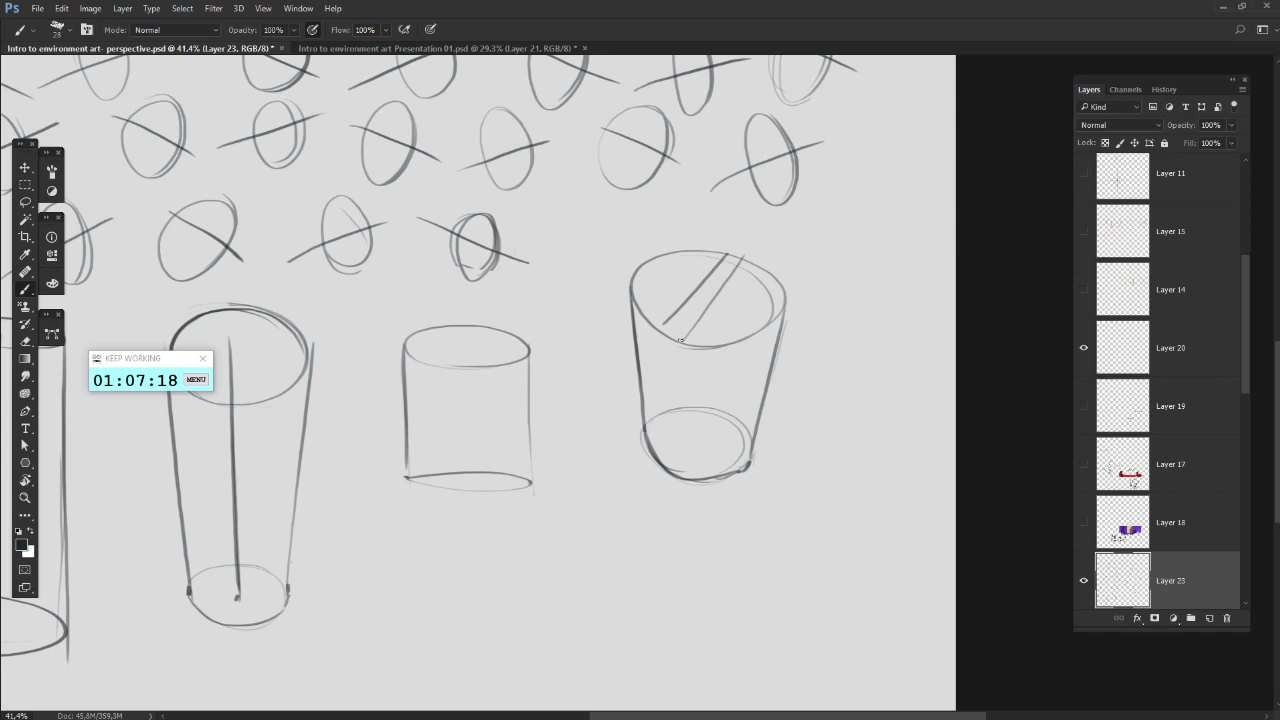 Ps File Edit Image Layer Type Select Filter 3D View Window Help
28 Mode: Normal Opacity: 100% Flow: 100%
Intro to environment art- perspective.psd @ 41,4% (Layer 23, RGB/8) * × Intro to environment art Presentation 01.psd @ 29,3% (Layer 21, RGB/8) * ×
Layers Channels History
Kind
Normal Opacity: 100%
Lock: Fill: 100%
Layer 11
Layer 15
Layer 14
Layer 20
Layer 19
Layer 17
Layer 18
Layer 23
KEEP WORKING
01:07:18 MENU
41,4% Doc: 45,8M/359,3M